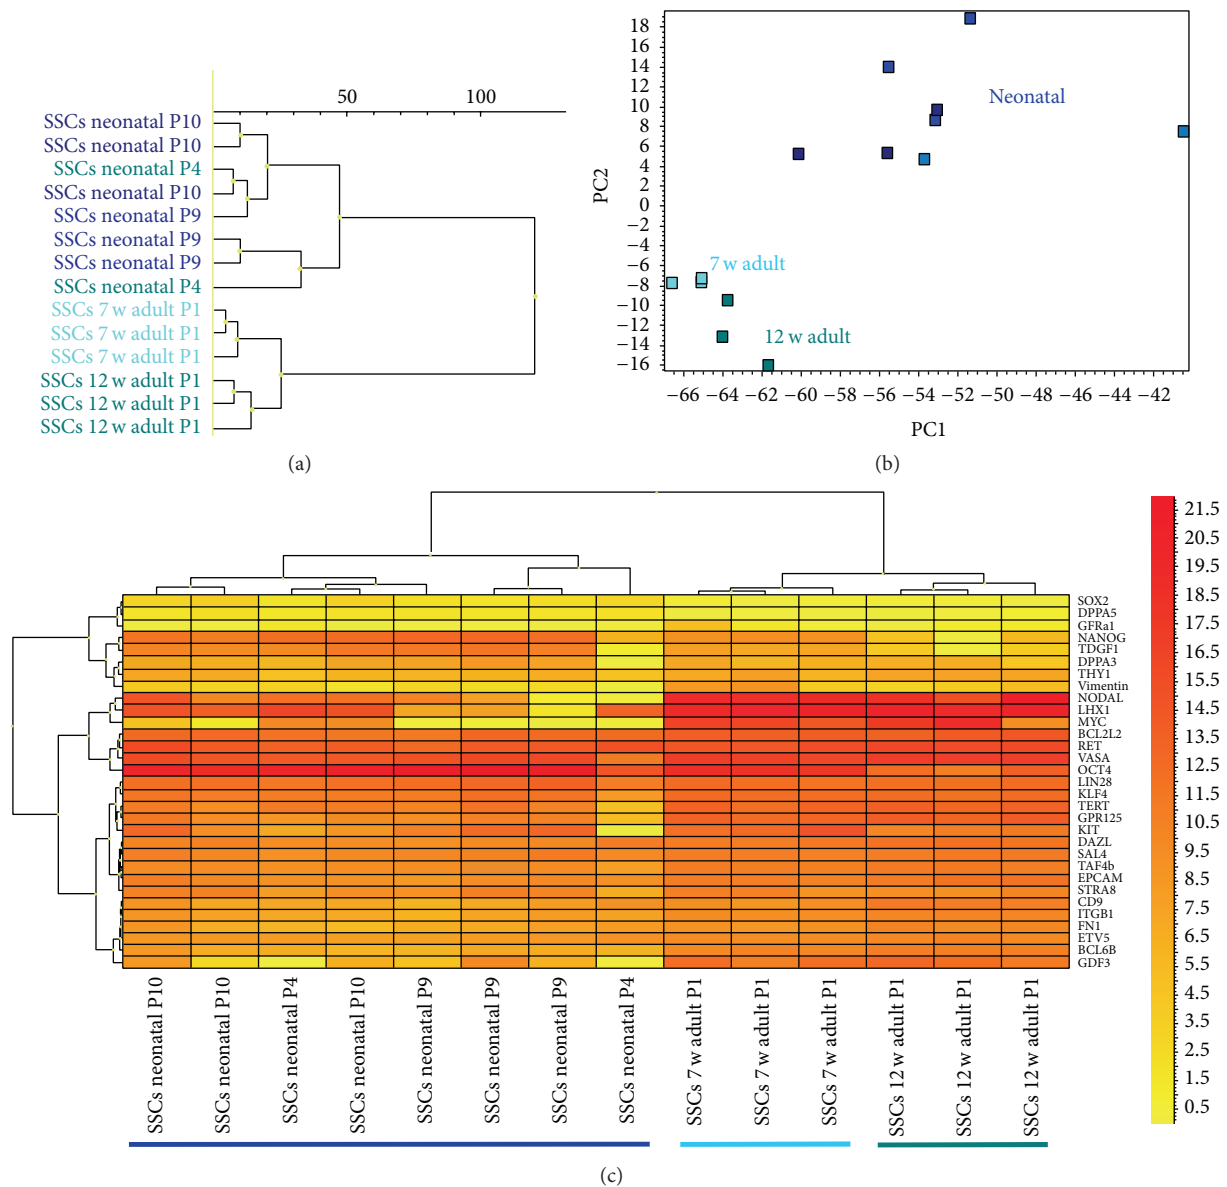 50 100
SSCs neonatal P10
SSCs neonatal P10
SSCs neonatal P4
SSCs neonatal P10
SSCs neonatal P9
SSCs neonatal P9
SSCs neonatal P9
SSCs neonatal P4
SSCs 7 w adult P1
SSCs 7 w adult P1
SSCs 7 w adult P1
SSCs 12 w adult P1
SSCs 12 w adult P1
SSCs 12 w adult P1
(a)
18
16
14
12
10
8
6
4
2
0
−2
−4
−6
−8
−10
−12
−14
−16
PC2
Neonatal
7 w adult
12 w adult
−66 −64 −62 −60 −58 −56 −54 −52 −50 −48 −46 −44 −42
PC1
(b)
SOX2
DPPA5
GFRa1
NANOG
TDGF1
DPPA3
THY1
Vimentin
NODAL
LHX1
MYC
BCL2L2
RET
VASA
OCT4
LIN28
KLF4
TERT
GPR125
KIT
DAZL
SAL4
TAF4b
EPCAM
STRA8
CD9
ITGB1
FN1
ETV5
BCL6B
GDF3
21.5
20.5
19.5
18.5
17.5
16.5
15.5
14.5
13.5
12.5
11.5
10.5
9.5
8.5
7.5
6.5
5.5
4.5
3.5
2.5
1.5
0.5
SSCs neonatal P10
SSCs neonatal P10
SSCs neonatal P4
SSCs neonatal P10
SSCs neonatal P9
SSCs neonatal P9
SSCs neonatal P9
SSCs neonatal P4
SSCs 7 w adult P1
SSCs 7 w adult P1
SSCs 7 w adult P1
SSCs 12 w adult P1
SSCs 12 w adult P1
SSCs 12 w adult P1
(c)